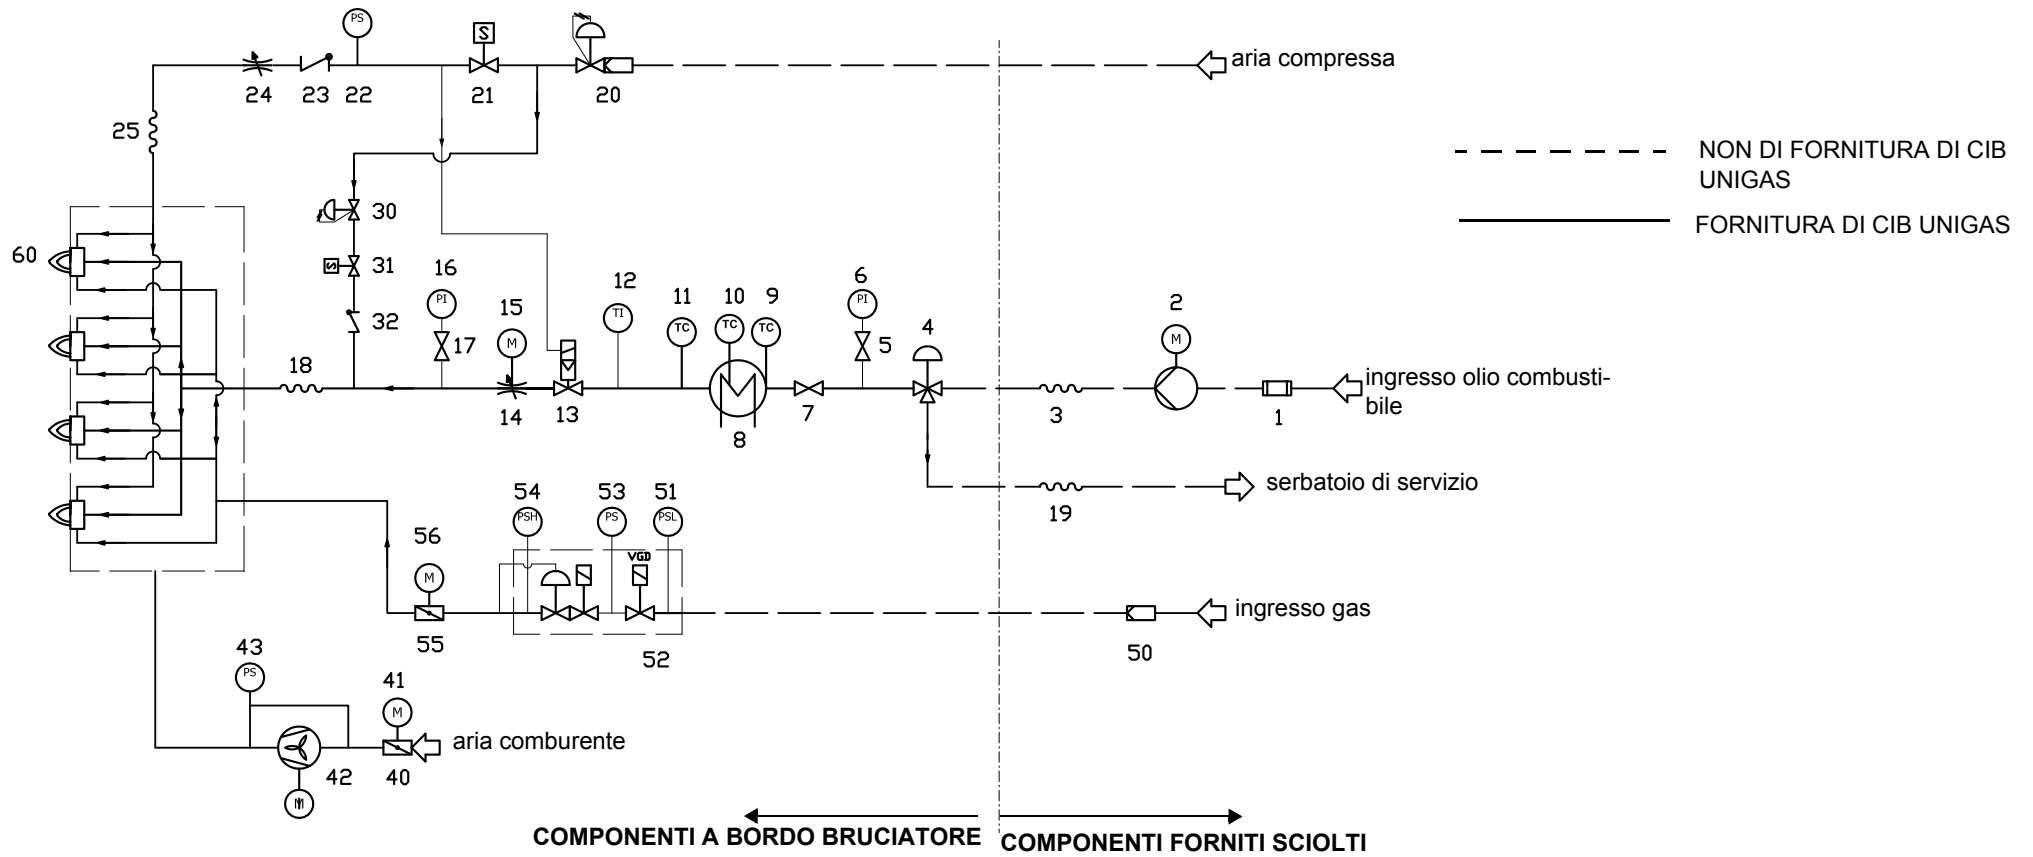 PS
S
aria compressa
24
23
22
21
20
25
NON DI FORNITURA DI CIB
UNIGAS
FORNITURA DI CIB UNIGAS
30
60
S
31
16
12
11
10
9
6
2
PI
15
TI
TC
TC
TC
PI
4
M
32
M
17
5
18
ingresso olio combusti-
bile
14
13
8
7
3
1
serbatoio di servizio
19
54
53
51
PSH
PS
PSL
56
VGD
M
ingresso gas
55
52
50
43
PS
41
M
aria comburente
42
40
M
COMPONENTI A BORDO BRUCIATORE
COMPONENTI FORNITI SCIOLTI